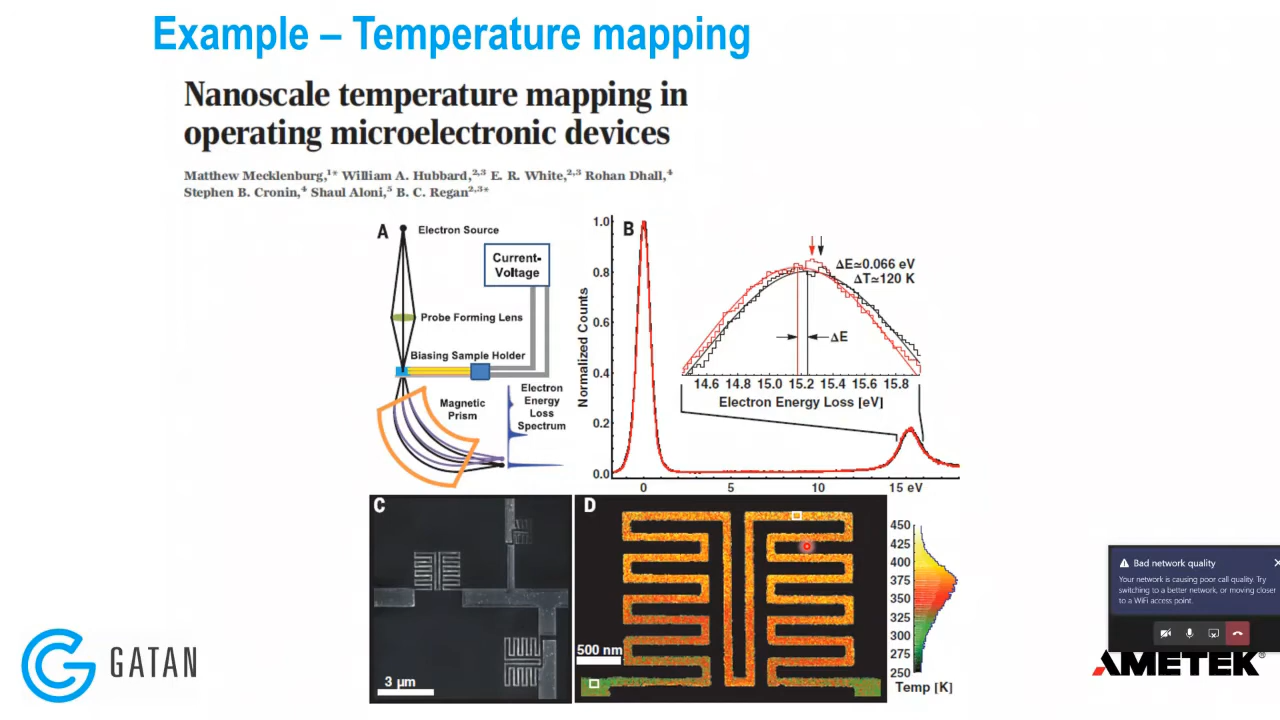 Example – Temperature mapping
Nanoscale temperature mapping in
operating microelectronic devices
Matthew Mecklenburg,¹* William A. Hubbard,²,³ E. R. White,²,³ Rohan Dhall,⁴
Stephen B. Cronin,⁴ Shaul Aloni,⁵ B. C. Regan²,³*
A
Electron Source
Current-
Voltage
Probe Forming Lens
Biasing Sample Holder
Magnetic
Prism
Electron
Energy
Loss
Spectrum
B
Normalized Counts
1.0
0.8
0.6
0.4
0.2
0.0
0 5 10 15 eV
ΔE≃0.066 eV
ΔT≃120 K
ΔE
14.6 14.8 15.0 15.2 15.4 15.6 15.8
Electron Energy Loss [eV]
C
3 µm
D
500 nm
450
425
400
375
350
325
300
275
250
Temp [K]
Bad network quality
Your network is causing poor call quality. Try
switching to a better network, or moving closer
to a WiFi access point.
GATAN
AMETEK®